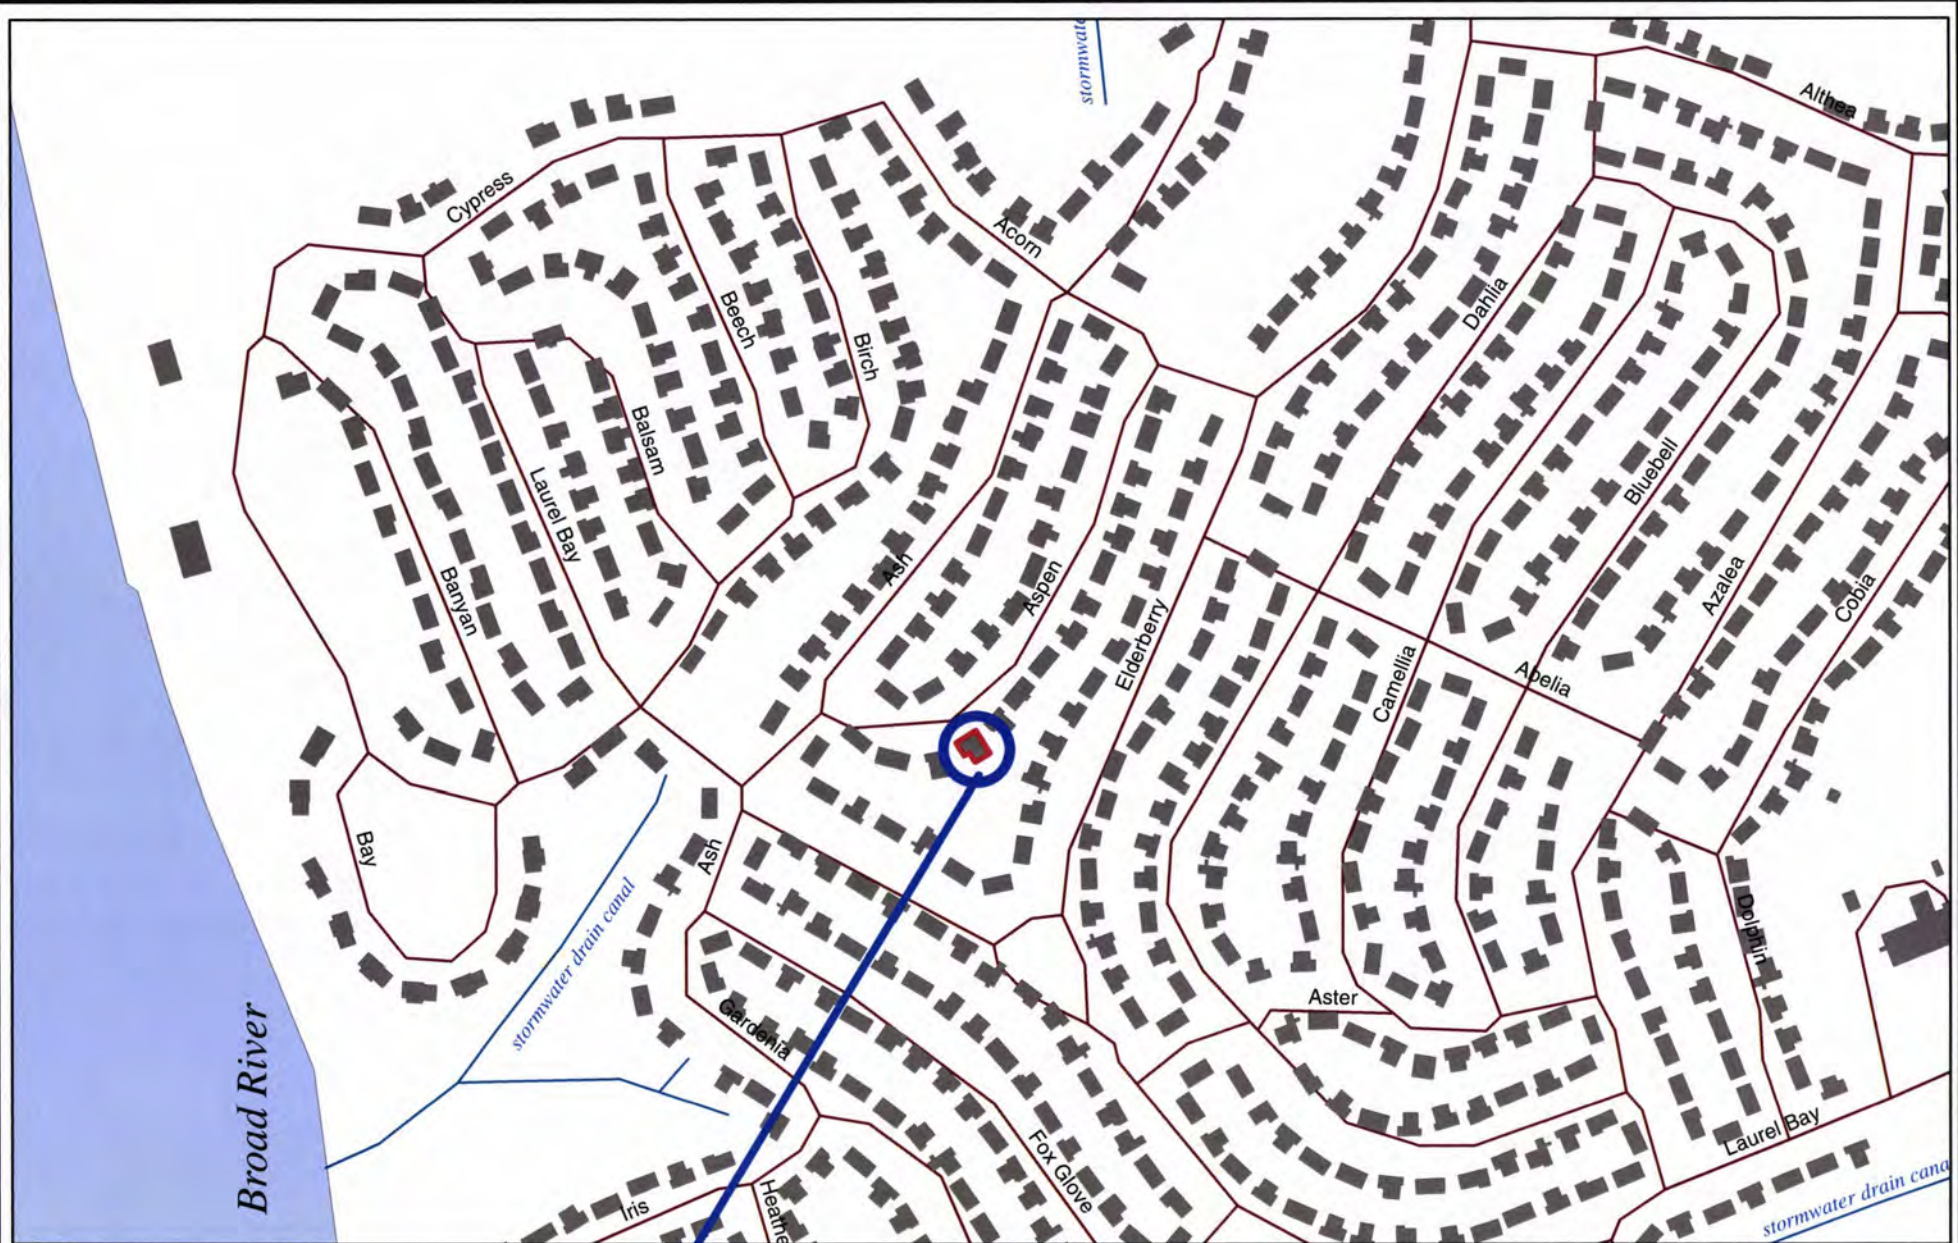 stormwate
Althea
Cypress
Acorn
Beech
Birch
Dahlia
Balsam
Laurel Bay
Bluebell
Ash
Aspen
Banyan
Elderberry
Azalea
Cobia
Camellia
Abelia
Bay
Ash
stormwater drain canal
Dolphin
Aster
Gardenia
Broad River
Fox Glove
Laurel Bay
Iris
Heathe
stormwater drain cana